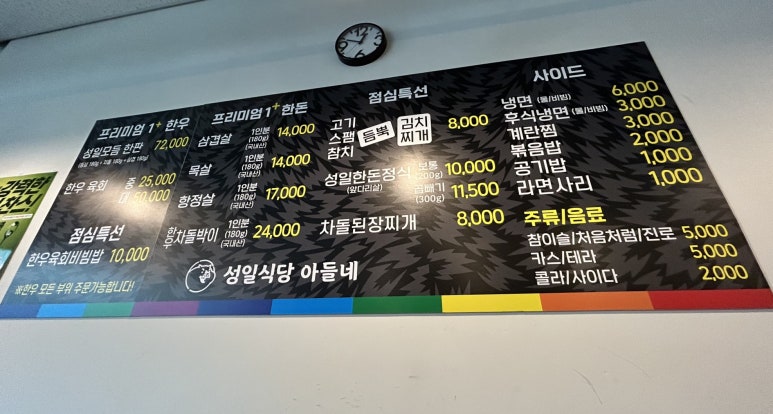 프리미엄 1+ 한우
성일모듬 한판 72,000
한우 육회 중 25,000
대 50,000
점심특선
한우육회비빔밥 10,000
※한우 모든 부위 주문가능합니다!
프리미엄 1+ 한돈
삼겹살 1인분 (180g) (국내산) 14,000
목살 1인분 (180g) (국내산) 14,000
항정살 1인분 (180g) (국내산) 17,000
한우차돌박이 1인분 (180g) (국내산) 24,000
성일식당 아들네
점심특선
고기
스팸
참치
듬뿍 김치찌개 8,000
성일한돈정식 (앞다리살) 보통 (200g) 10,000
곱빼기 (300g) 11,500
차돌된장찌개 8,000
사이드
냉면 (물/비빔) 6,000
후식냉면 (물/비빔) 3,000
계란찜 3,000
볶음밥 2,000
공기밥 1,000
라면사리 1,000
주류/음료
참이슬/처음처럼/진로 5,000
카스/테라 5,000
콜라/사이다 2,000